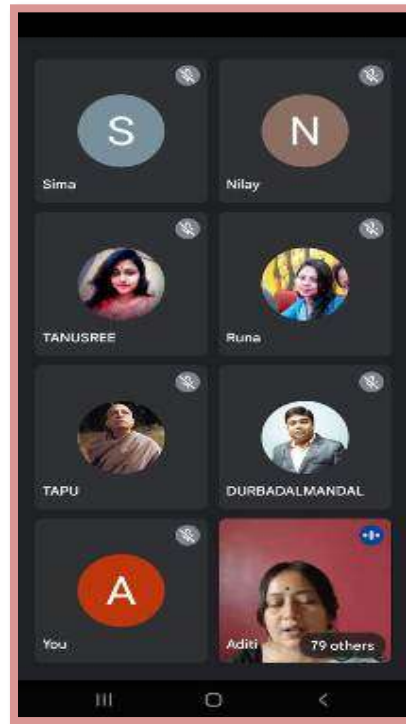 S
N
Sima
Nilay
TANUSREE
Runa
TAPU
DURBADALMANDAL
A
You
Aditi
79 others